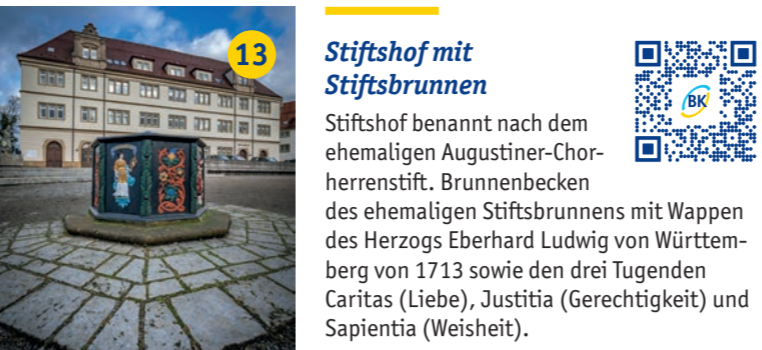 13
Stiftshof mit
Stiftsbrunnen
BK
Stiftshof benannt nach dem
ehemaligen Augustiner-Chor-
herrenstift. Brunnenbecken
des ehemaligen Stiftsbrunnens mit Wappen
des Herzogs Eberhard Ludwig von Württem-
berg von 1713 sowie den drei Tugenden
Caritas (Liebe), Justitia (Gerechtigkeit) und
Sapientia (Weisheit).